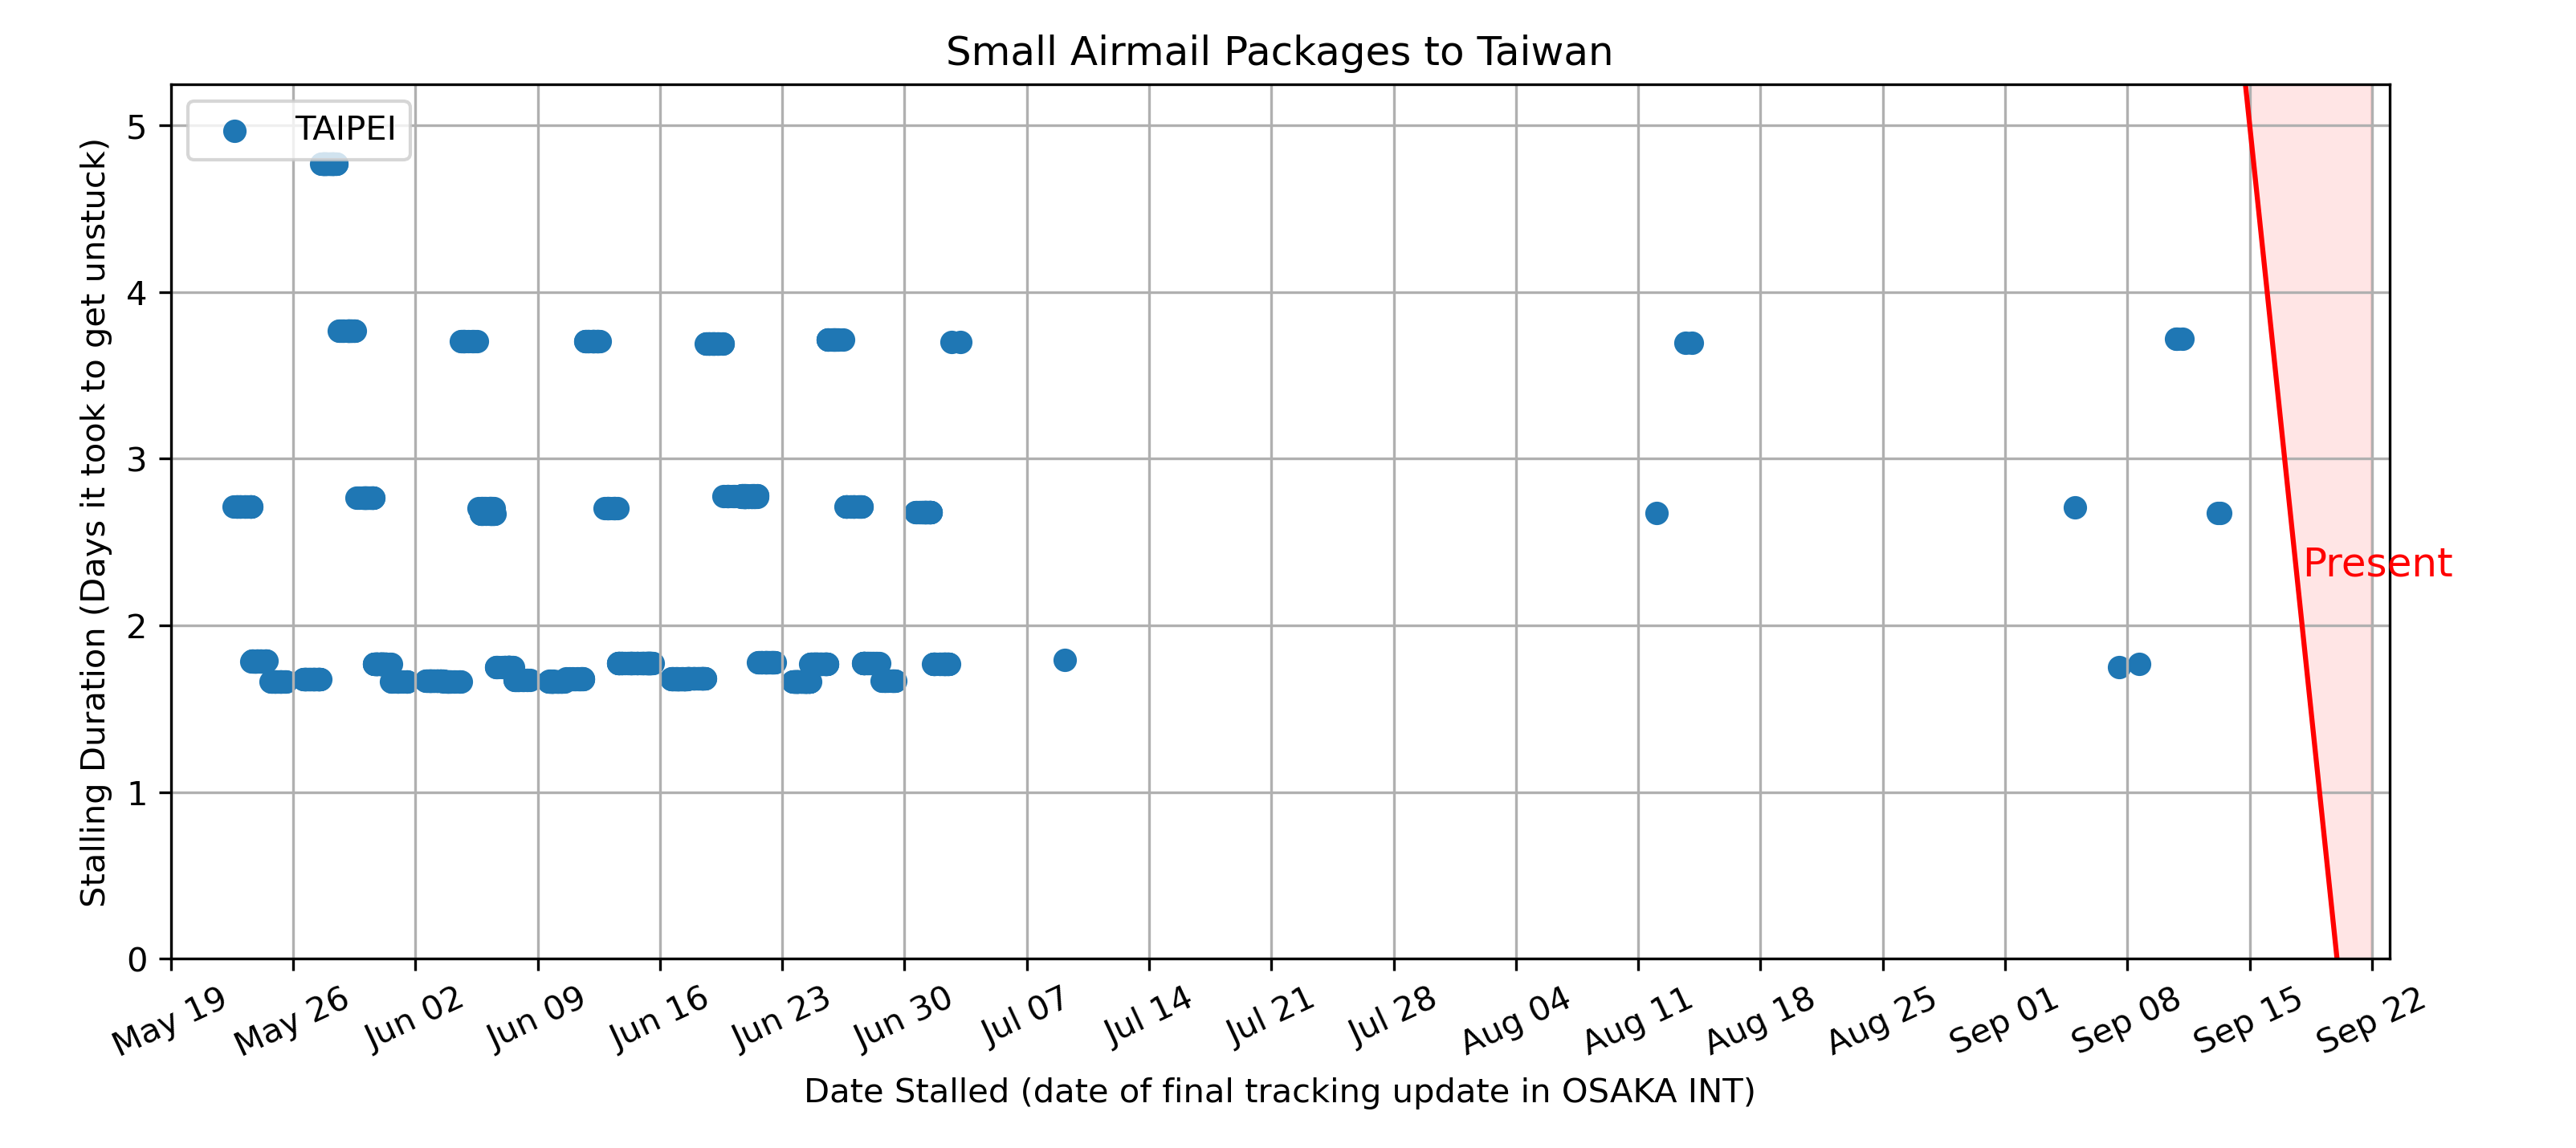 Small Airmail Packages to Taiwan
TAIPEI
Stalling Duration (Days it took to get unstuck)
5
4
3
2
1
0
Present
May 19 May 26 Jun 02 Jun 09 Jun 16 Jun 23 Jun 30 Jul 07 Jul 14 Jul 21 Jul 28 Aug 04 Aug 11 Aug 18 Aug 25 Sep 01 Sep 08 Sep 15 Sep 22
Date Stalled (date of final tracking update in OSAKA INT)